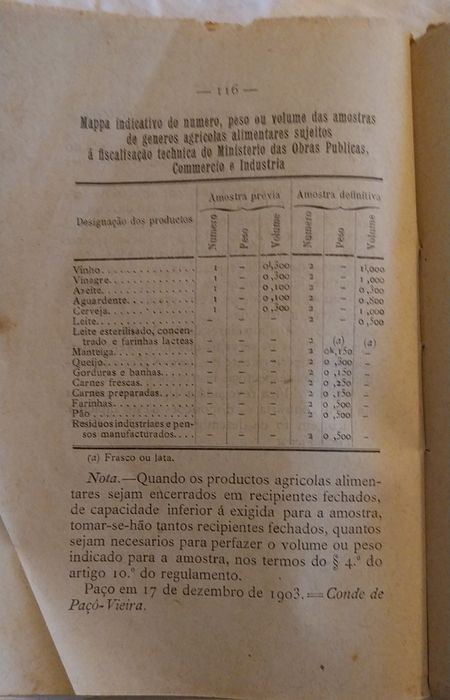 — 116 —
Mappa indicativo do numero, peso ou volume das amostras
de generos agricolas alimentares sujeitos
á fiscalisação technica do Ministerio das Obras Publicas,
Commercio e Industria
Designação dos productos | Amostra prévia | Amostra definitiva
Numero | Peso | Volume | Numero | Peso | Volume
Vinho............... 1 – 0l,500 2 – 1l,000
Vinagre............. 1 – 0 ,300 2 – 1 ,000
Azeite.............. 1 – 0 ,100 2 – 0 ,300
Aguardente.......... 1 – 0 ,100 2 – 0 ,800
Cerveja............. 1 – 0 ,300 2 – 1 ,000
Leite............... – – – 2 – 0 ,500
Leite esterilisado, concen-
trado e farinhas lacteas – – – 2 (a) (a)
Manteiga............ – – – 2 0k,150 –
Queijo.............. – – – 2 0 ,300 –
Gorduras e banhas... – – – 2 0 ,150 –
Carnes frescas...... – – – 2 0 ,250 –
Carnes preparadas... – – – 2 0 ,150 –
Farinhas............ – – – 2 0 ,500 –
Pão................. – – – 2 0 ,500 –
Residuos industriaes e pen-
sos manufacturados.... – – – 2 0 ,500 –
(a) Frasco ou lata.
Nota.—Quando os productos agricolas alimen-
tares sejam encerrados em recipientes fechados,
de capacidade inferior á exigida para a amostra,
tomar-se-hão tantos recipientes fechados, quantos
sejam necesarios para perfazer o volume ou peso
indicado para a amostra, nos termos do § 4.º do
artigo 10.º do regulamento.
Paço em 17 de dezembro de 1903.=Conde de
Paçô-Vieira.